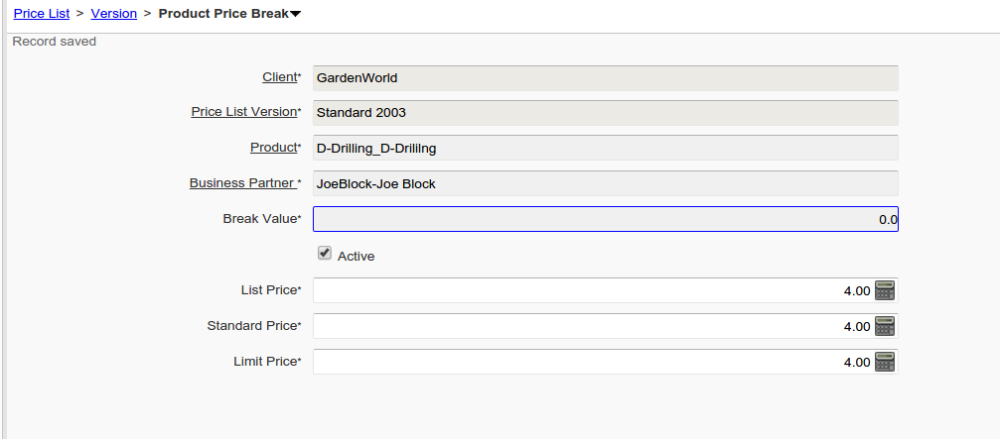 Price List > Version > Product Price Break
Record saved
Client* GardenWorld
Price List Version* Standard 2003
Product* D-Drilling_D-Drililng
Business Partner * JoeBlock-Joe Block
Break Value* 0.0
Active
List Price* 4.00
Standard Price* 4.00
Limit Price* 4.00